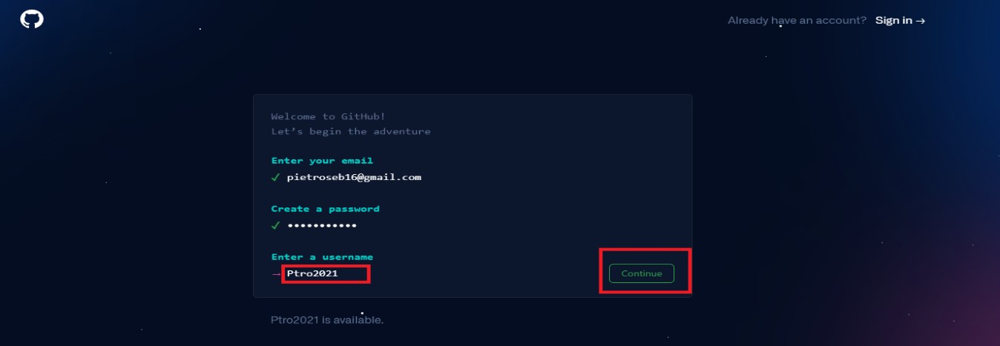 Already have an account? Sign in →
Welcome to GitHub!
Let's begin the adventure
Enter your email
✓ pietroseb16@gmail.com
Create a password
✓ •••••••••••
Enter a username
→ Ptro2021
Continue
Ptro2021 is available.